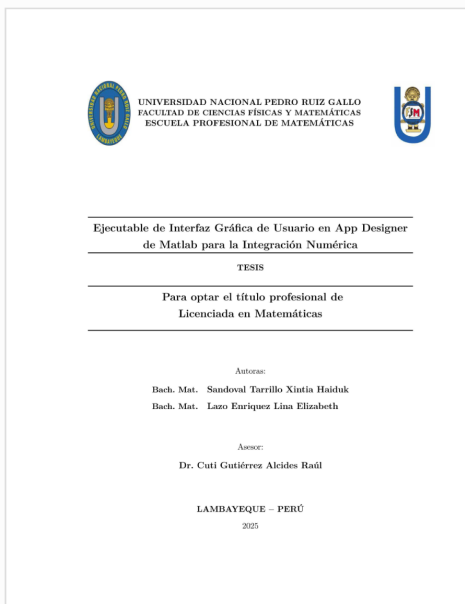 UNIVERSIDAD NACIONAL PEDRO RUIZ GALLO
FACULTAD DE CIENCIAS FÍSICAS Y MATEMÁTICAS
ESCUELA PROFESIONAL DE MATEMÁTICAS
Ejecutable de Interfaz Gráfica de Usuario en App Designer
de Matlab para la Integración Numérica
TESIS
Para optar el título profesional de
Licenciada en Matemáticas
Autoras:
Bach. Mat. Sandoval Tarrillo Xintia Haiduk
Bach. Mat. Lazo Enriquez Lina Elizabeth
Asesor:
Dr. Cuti Gutiérrez Alcides Raúl
LAMBAYEQUE – PERÚ
2025